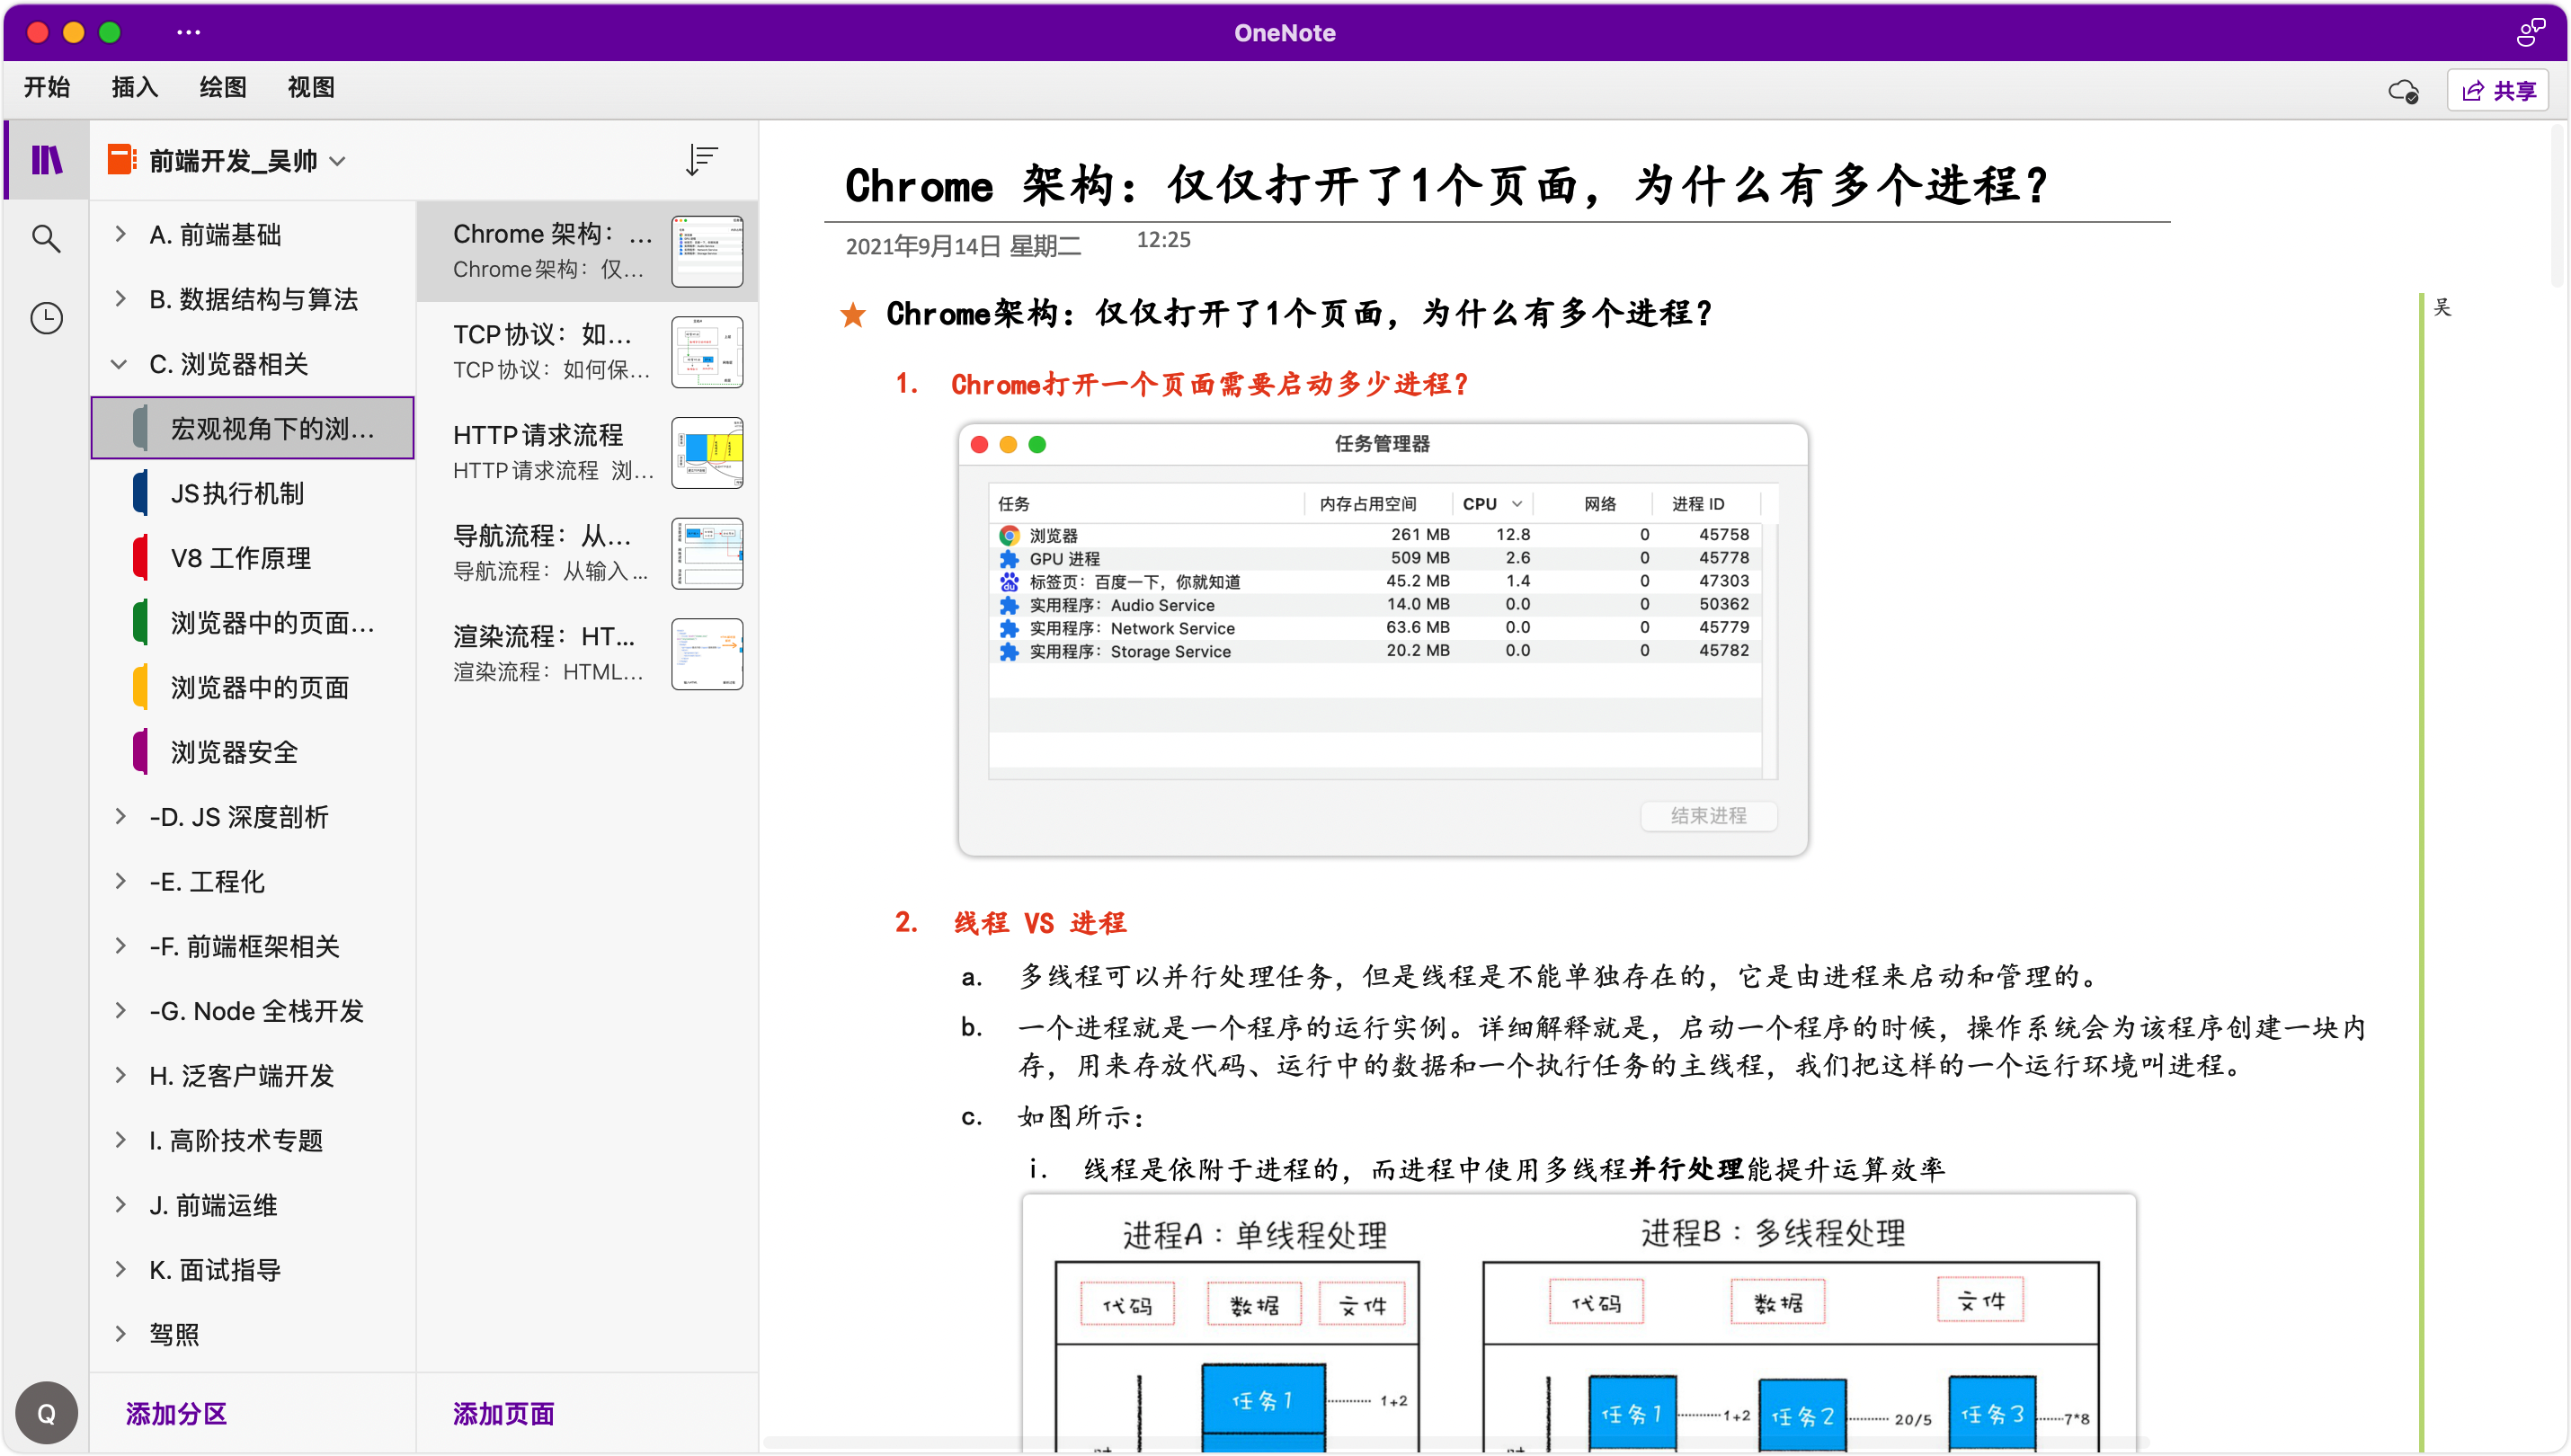 OneNote
开始 插入 绘图 视图
共享
前端开发_吴帅
A. 前端基础
B. 数据结构与算法
C. 浏览器相关
宏观视角下的浏...
JS执行机制
V8 工作原理
浏览器中的页面...
浏览器中的页面
浏览器安全
-D. JS 深度剖析
-E. 工程化
-F. 前端框架相关
-G. Node 全栈开发
H. 泛客户端开发
I. 高阶技术专题
J. 前端运维
K. 面试指导
驾照
添加分区
Q
Chrome 架构：...
Chrome架构：仅...
TCP协议：如...
TCP协议：如何保...
HTTP请求流程
HTTP请求流程 浏...
导航流程：从...
导航流程：从输入...
渲染流程：HT...
渲染流程：HTML...
添加页面
Chrome 架构：仅仅打开了1个页面，为什么有多个进程？
2021年9月14日 星期二 12:25
Chrome架构：仅仅打开了1个页面，为什么有多个进程？
吴
1. Chrome打开一个页面需要启动多少进程？
任务管理器
任务 内存占用空间 CPU 网络 进程 ID
浏览器 261 MB 12.8 0 45758
GPU 进程 509 MB 2.6 0 45778
标签页：百度一下，你就知道 45.2 MB 1.4 0 47303
实用程序：Audio Service 14.0 MB 0.0 0 50362
实用程序：Network Service 63.6 MB 0.0 0 45779
实用程序：Storage Service 20.2 MB 0.0 0 45782
结束进程
2. 线程 VS 进程
a. 多线程可以并行处理任务，但是线程是不能单独存在的，它是由进程来启动和管理的。
b. 一个进程就是一个程序的运行实例。详细解释就是，启动一个程序的时候，操作系统会为该程序创建一块内
存，用来存放代码、运行中的数据和一个执行任务的主线程，我们把这样的一个运行环境叫进程。
c. 如图所示：
i. 线程是依附于进程的，而进程中使用多线程并行处理能提升运算效率
进程A：单线程处理 进程B：多线程处理
代码 数据 文件 代码 数据 文件
任务1 1+2 任务1 1+2 任务2 20/5 任务3 7*8